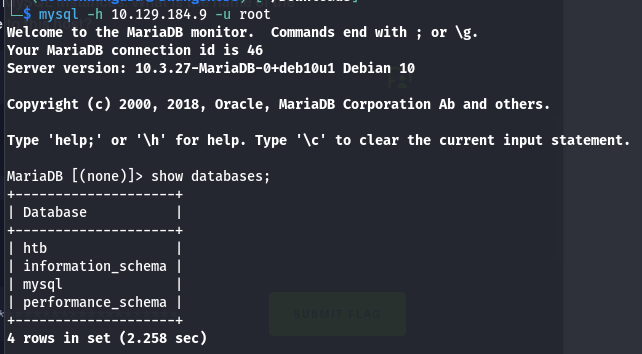 $ mysql -h 10.129.184.9 -u root
Welcome to the MariaDB monitor.  Commands end with ; or \g.
Your MariaDB connection id is 46
Server version: 10.3.27-MariaDB-0+deb10u1 Debian 10

Copyright (c) 2000, 2018, Oracle, MariaDB Corporation Ab and others.

Type 'help;' or '\h' for help. Type '\c' to clear the current input statement.

MariaDB [(none)]> show databases;
+--------------------+
| Database           |
+--------------------+
| htb                |
| information_schema |
| mysql              |
| performance_schema |
+--------------------+
4 rows in set (2.258 sec)
SUBMIT FLAG